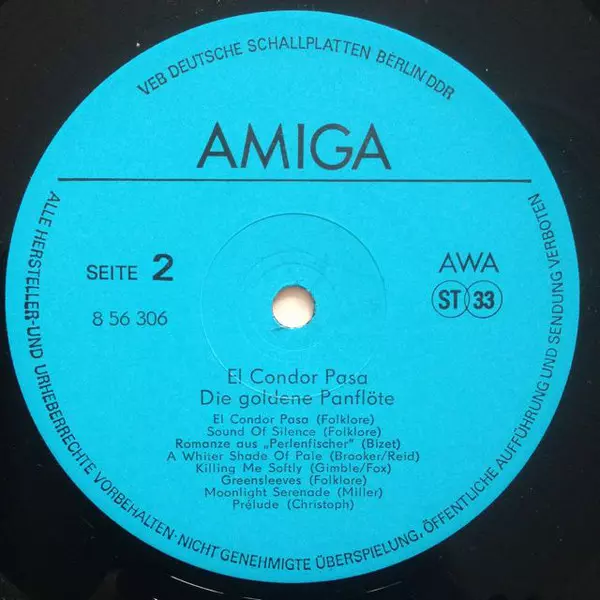 VEB DEUTSCHE SCHALLPLATTEN BERLIN DDR
AMIGA
SEITE 2
8 56 306
AWA
ST 33
El Condor Pasa
Die goldene Panflöte
El Condor Pasa (Folklore)
Sound Of Silence (Folklore)
Romanze aus „Perlenfischer" (Bizet)
A Whiter Shade Of Pale (Brooker/Reid)
Killing Me Softly (Gimble/Fox)
Greensleeves (Folklore)
Moonlight Serenade (Miller)
Prélude (Christoph)
ALLE HERSTELLER-UND URHEBERRECHTE VORBEHALTEN·NICHT GENEHMIGTE ÜBERSPIELUNG, ÖFFENTLICHE AUFFÜHRUNG UND SENDUNG VERBOTEN